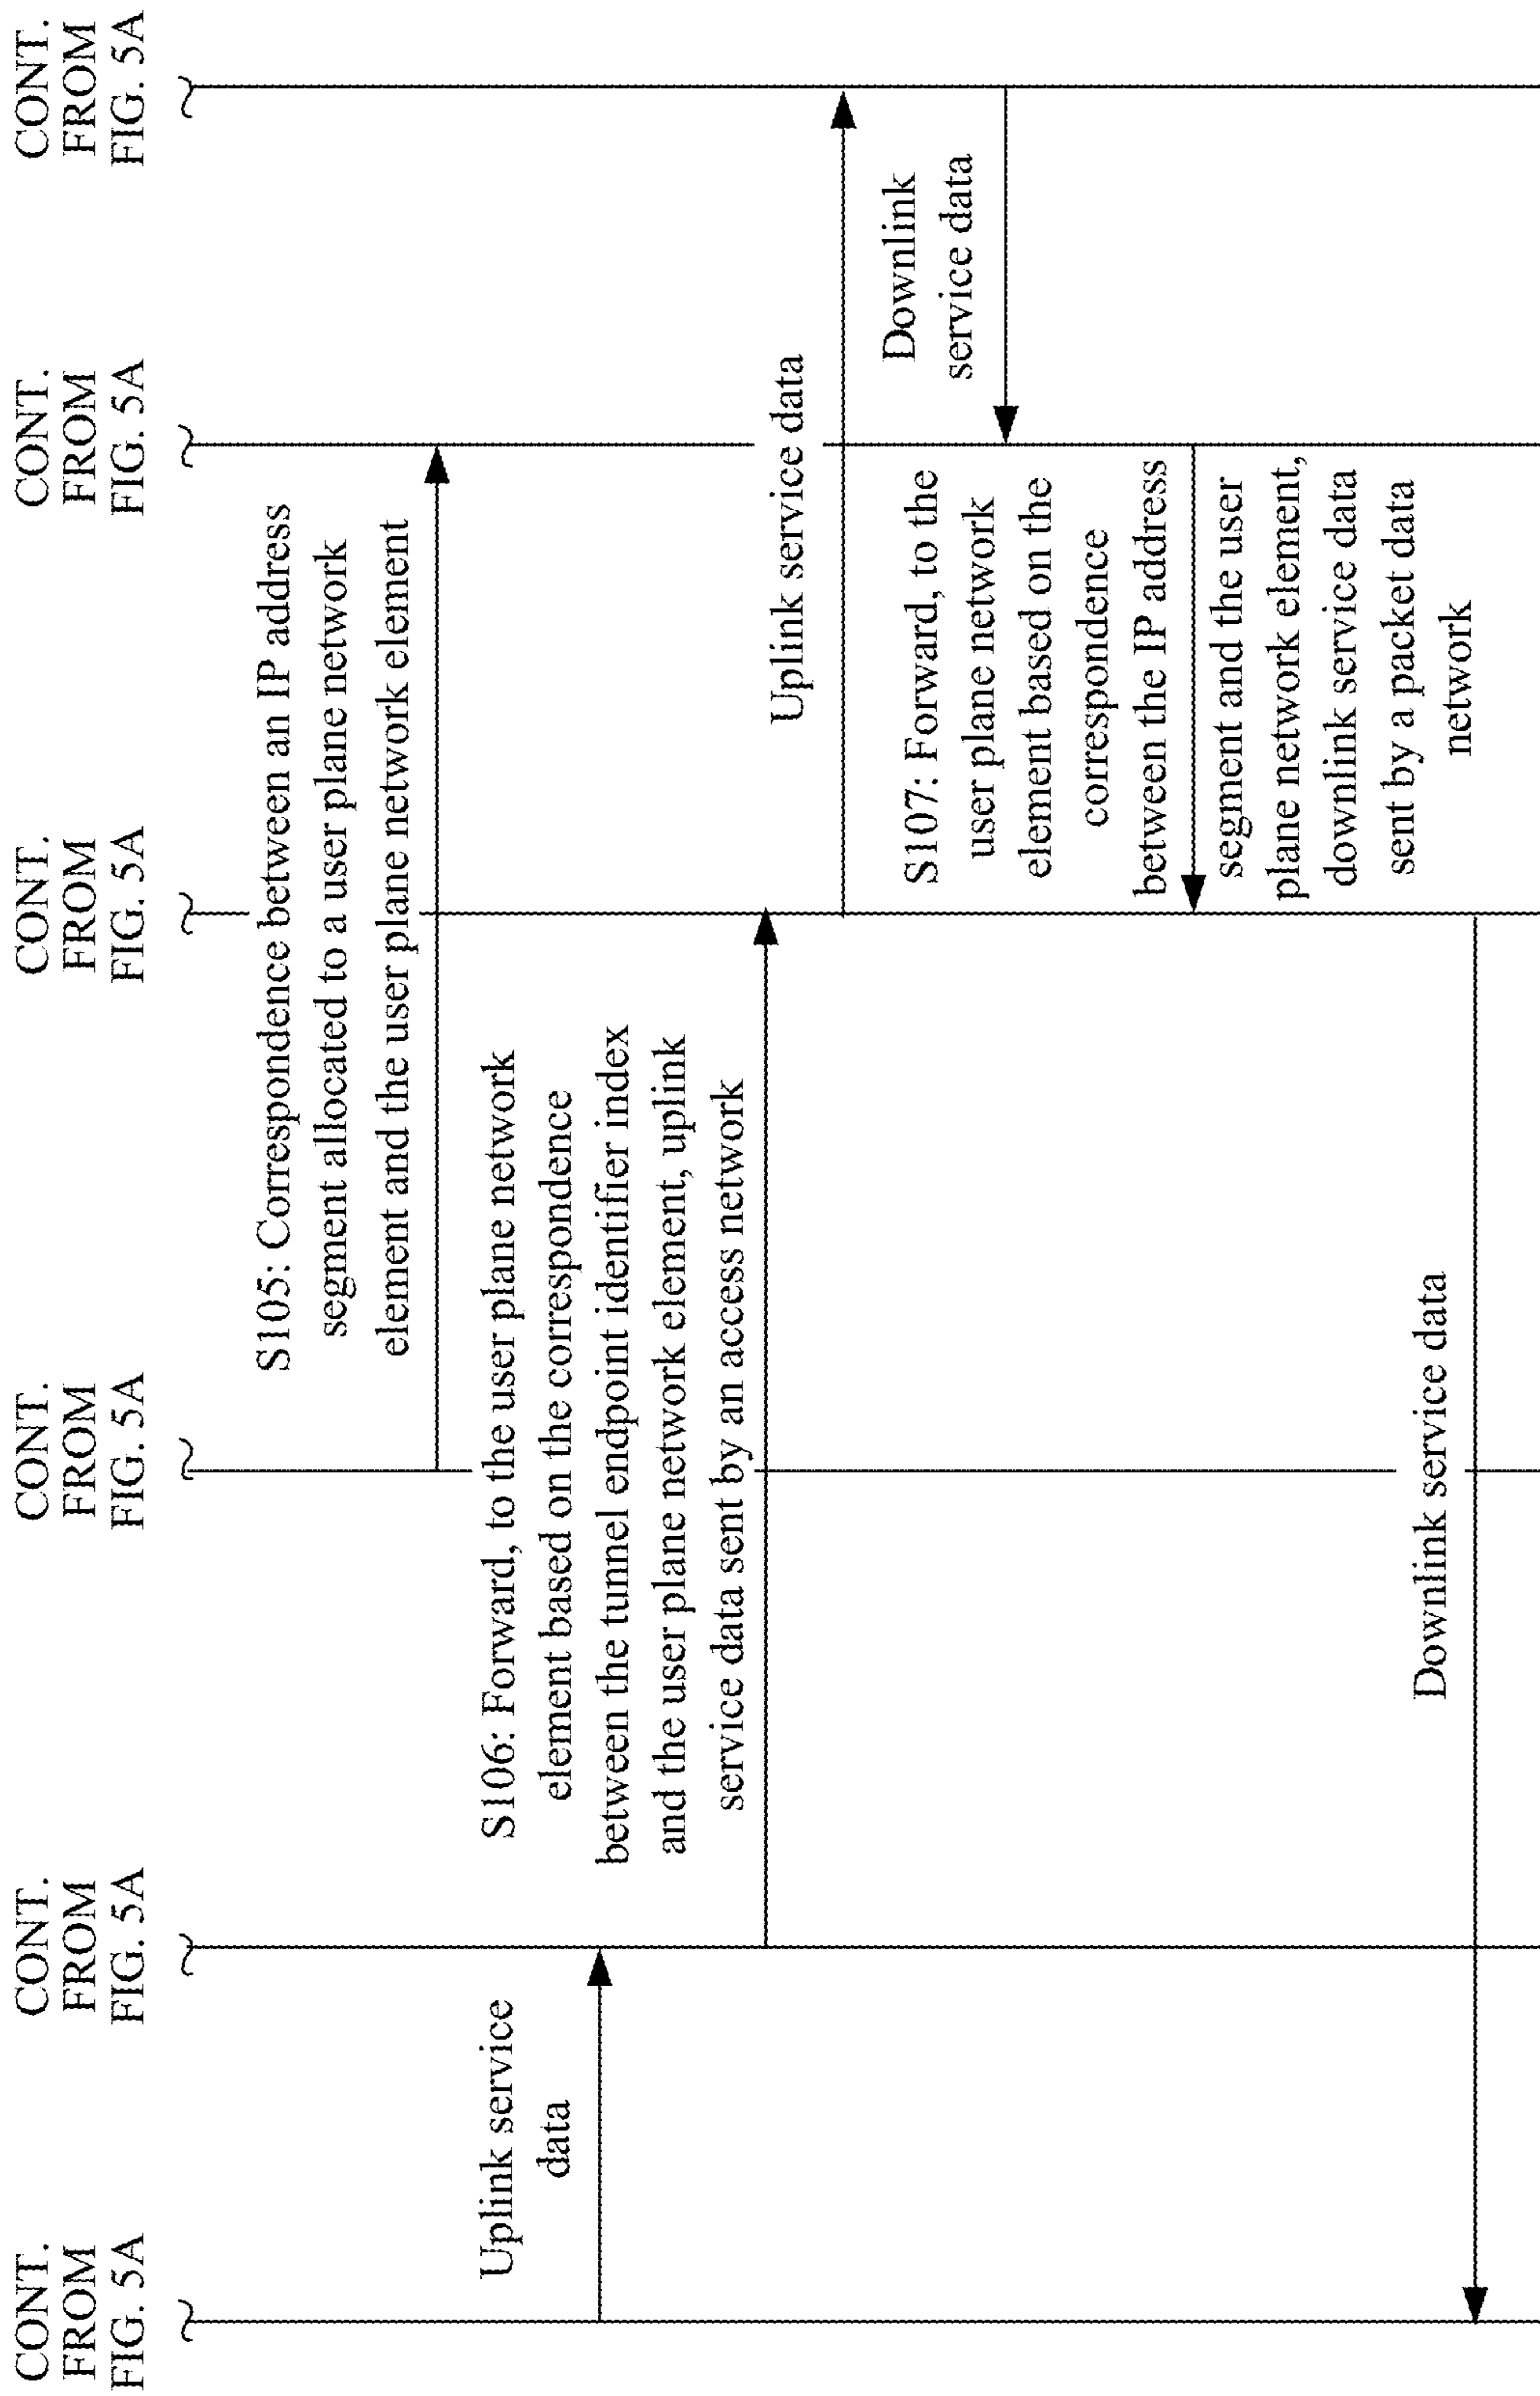 CONT.
FROM
FIG. 5A
CONT.
FROM
FIG. 5A
CONT.
FROM
FIG. 5A
CONT.
FROM
FIG. 5A
CONT.
FROM
FIG. 5A
CONT.
FROM
FIG. 5A
S105: Correspondence between an IP address
segment allocated to a user plane network
element and the user plane network element
Uplink service
data
S106: Forward, to the user plane network
element based on the correspondence
between the tunnel endpoint identifier index
and the user plane network element, uplink
service data sent by an access network
Uplink service data
Downlink
service data
S107: Forward, to the
user plane network
element based on the
correspondence
between the IP address
segment and the user
plane network element,
downlink service data
sent by a packet data
network
Downlink service data